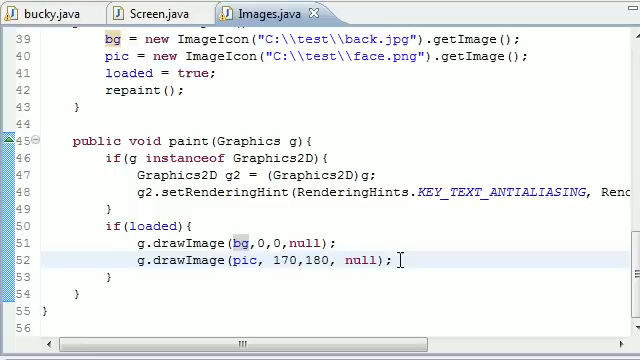 bucky.java Screen.java Images.java
39 bg = new ImageIcon("C:\\test\\back.jpg").getImage();
40 pic = new ImageIcon("C:\\test\\face.png").getImage();
41 loaded = true;
42 repaint();
43 }
44
45 public void paint(Graphics g){
46 if(g instanceof Graphics2D){
47 Graphics2D g2 = (Graphics2D)g;
48 g2.setRenderingHint(RenderingHints.KEY_TEXT_ANTIALIASING, Rend
49 }
50 if(loaded){
51 g.drawImage(bg,0,0,null);
52 g.drawImage(pic, 170,180, null);
53 }
54 }
55 }
56